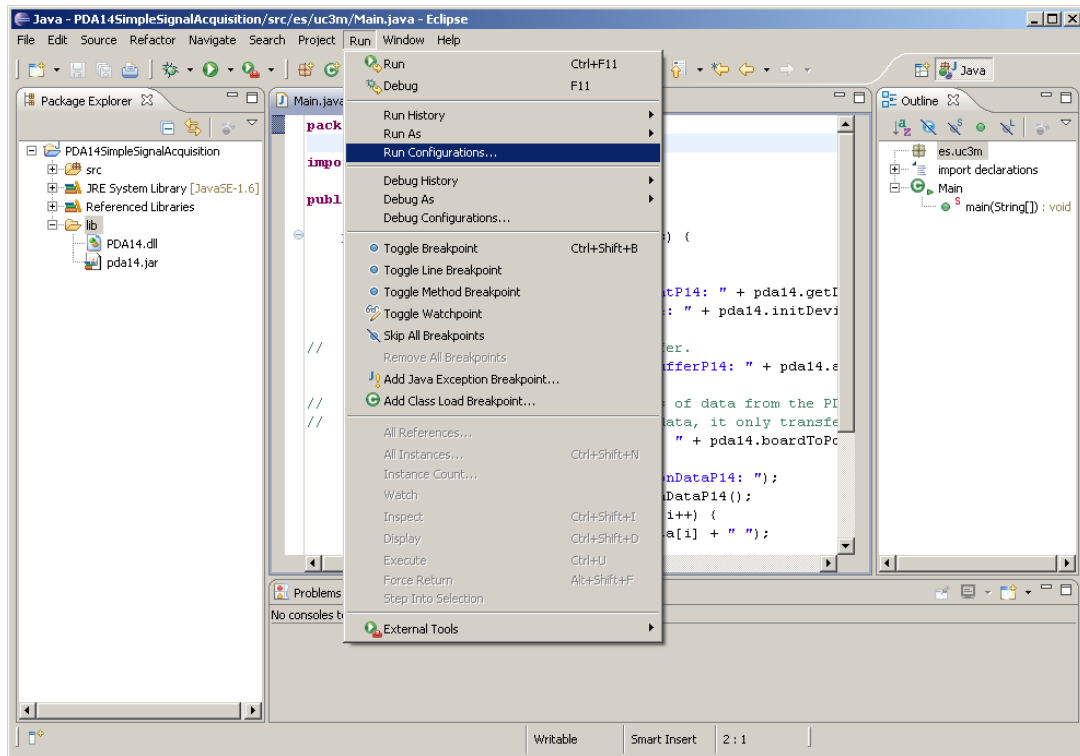 Java - PDA14SimpleSignalAcquisition/src/es/uc3m/Main.java - Eclipse
File Edit Source Refactor Navigate Search Project Run Window Help
Java
Package Explorer
PDA14SimpleSignalAcquisition
src
JRE System Library [JavaSE-1.6]
Referenced Libraries
lib
PDA14.dll
pda14.jar
Run Ctrl+F11
Debug F11
Run History
Run As
Run Configurations...
Debug History
Debug As
Debug Configurations...
Toggle Breakpoint Ctrl+Shift+B
Toggle Line Breakpoint
Toggle Method Breakpoint
Toggle Watchpoint
Skip All Breakpoints
Remove All Breakpoints
Add Java Exception Breakpoint...
Add Class Load Breakpoint...
All References...
All Instances... Ctrl+Shift+N
Instance Count...
Watch
Inspect Ctrl+Shift+I
Display Ctrl+Shift+D
Execute Ctrl+U
Force Return Alt+Shift+F
Step Into Selection
External Tools
Main.java
pack
impo
publ
) {
tP14: " + pda14.getD
: " + pda14.initDevi
// er.
ufferP14: " + pda14.a
// s of data from the PD
// data, it only transfe
" + pda14.boardToPc
onDataP14: ");
nDataP14();
i++) {
a[i] + " ");
Outline
es.uc3m
import declarations
Main
main(String[]) : void
Problems
No consoles t
Writable Smart Insert 2 : 1